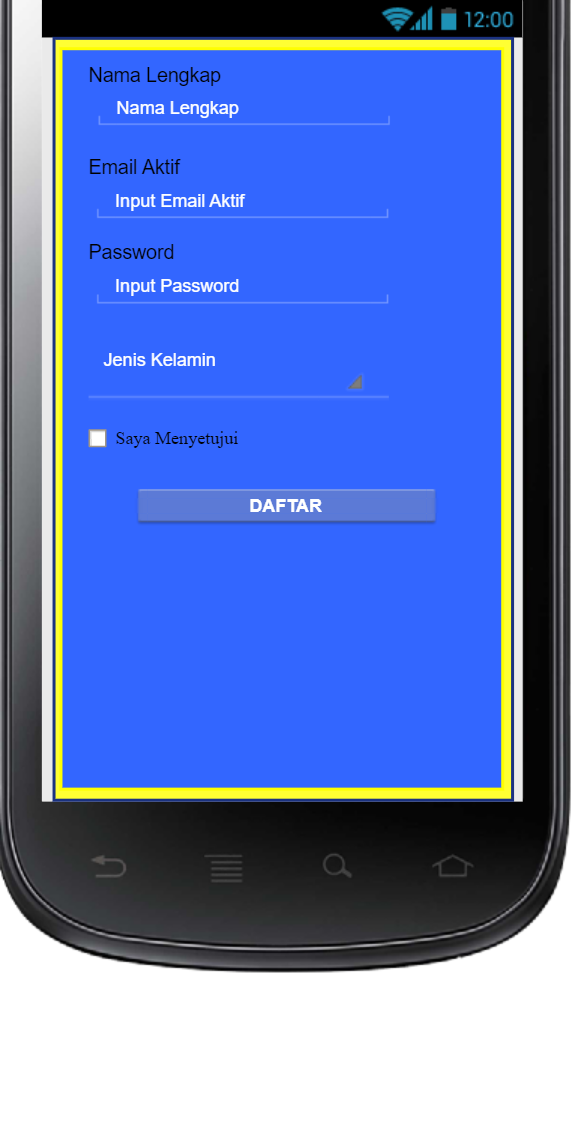 12:00
Nama Lengkap
Nama Lengkap
Email Aktif
Input Email Aktif
Password
Input Password
Jenis Kelamin
Saya Menyetujui
DAFTAR